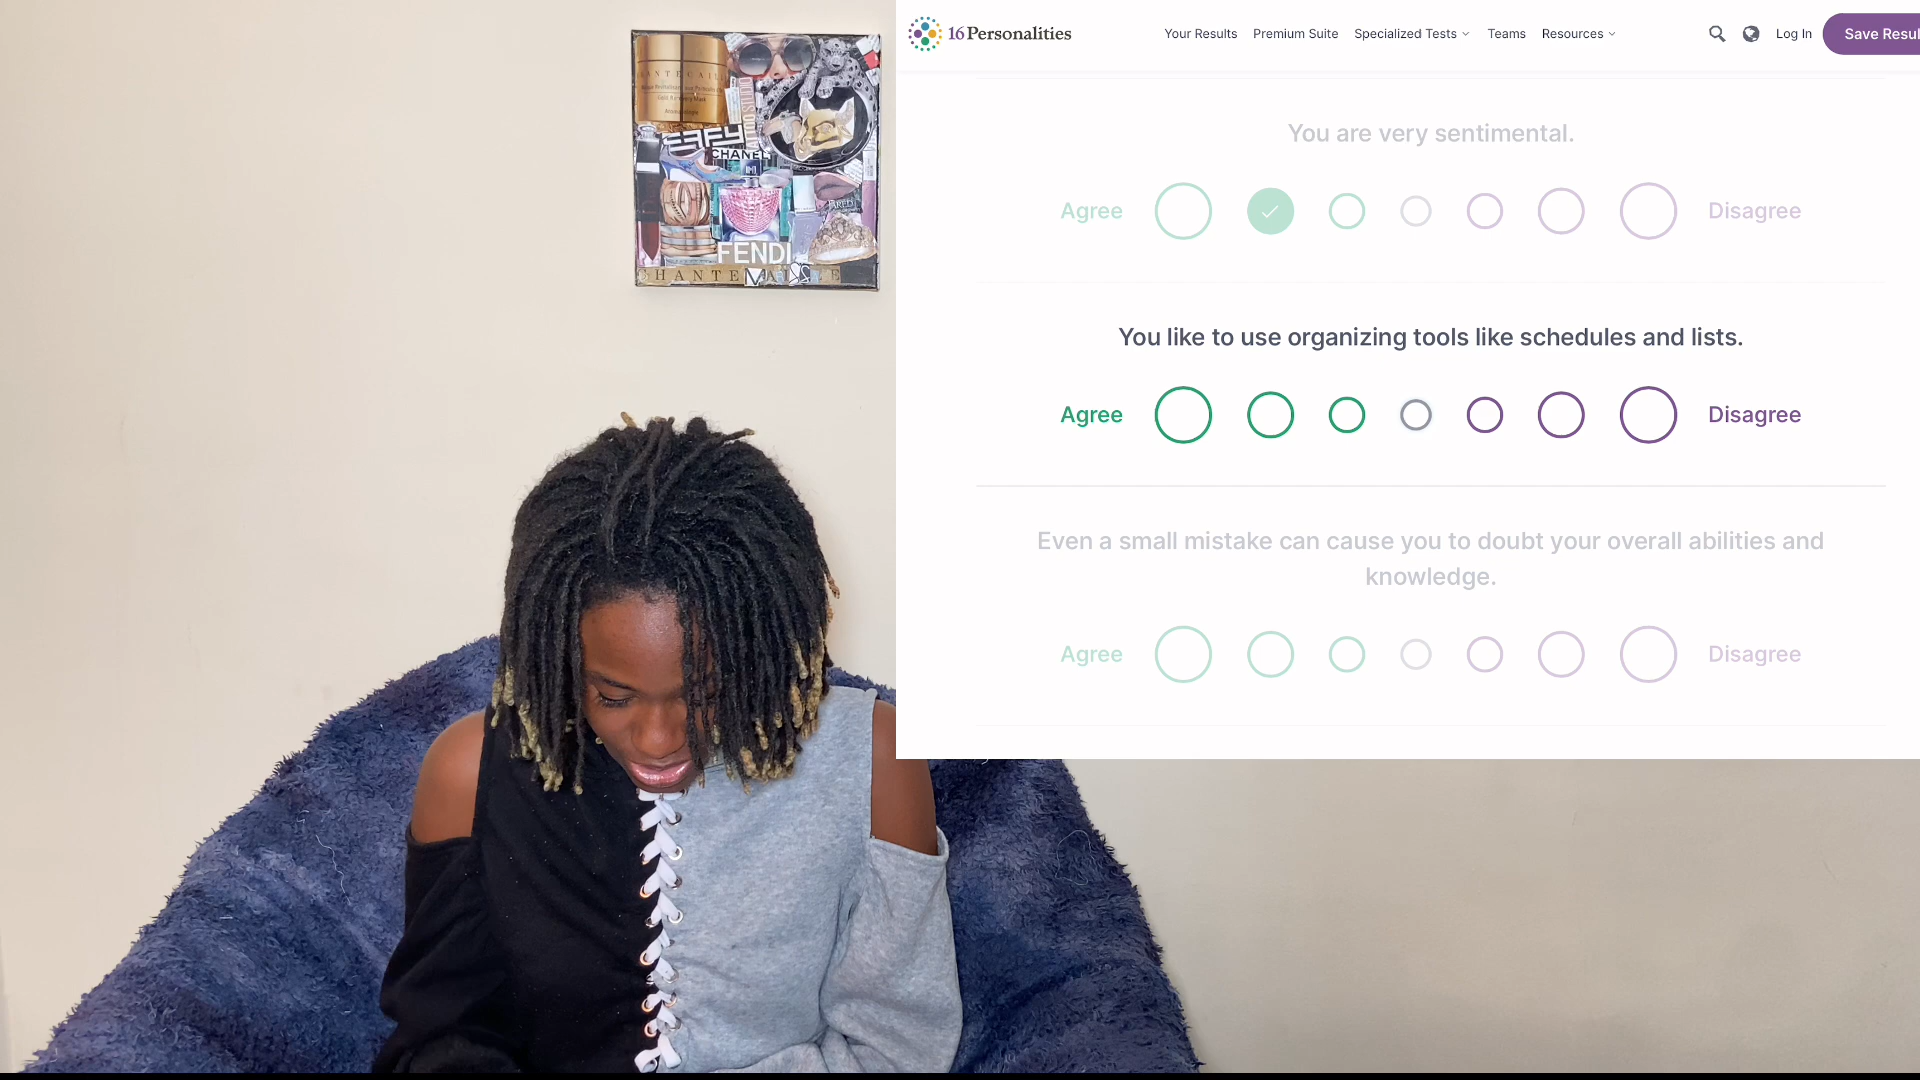 16Personalities
Your Results
Premium Suite
Specialized Tests
Teams
Resources
Log In
Save Resul
You are very sentimental.
Agree
Disagree
You like to use organizing tools like schedules and lists.
Agree
Disagree
Even a small mistake can cause you to doubt your overall abilities and
knowledge.
Agree
Disagree
CHANEL
FENDI